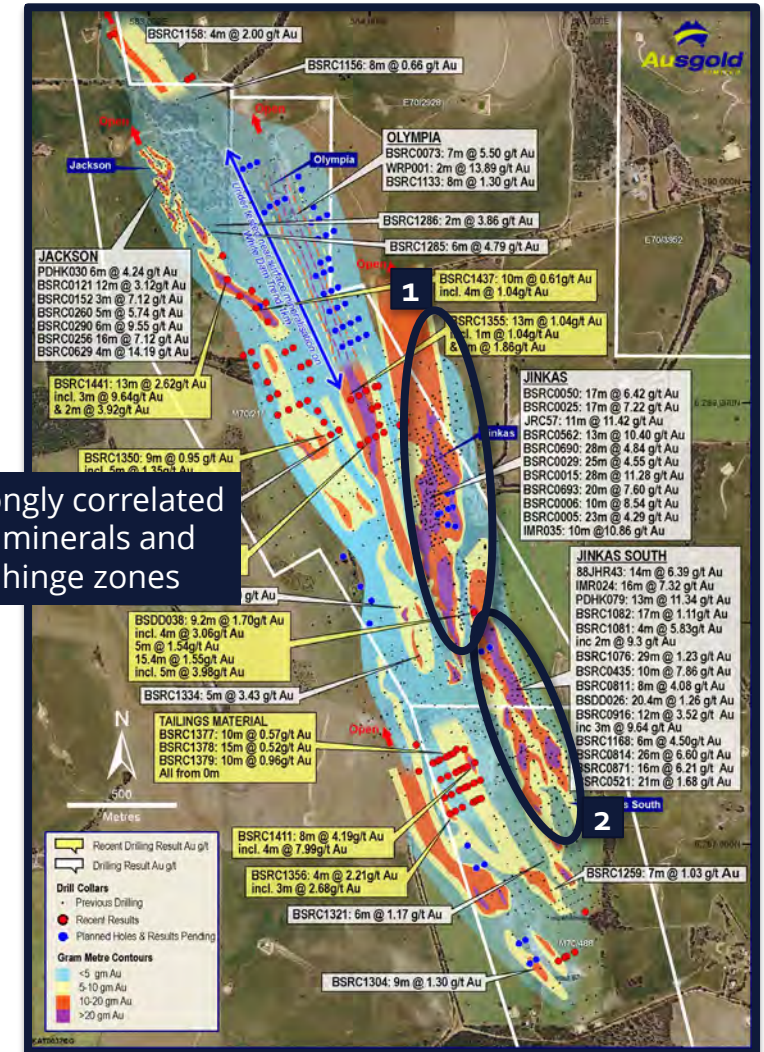 BSRC1158: 4m @ 2.00 g/t Au
Ausgold
LIMITED
BSRC1156: 8m @ 0.66 g/t Au
E70/2928
Open
Open
Jackson
Olympia
OLYMPIA
BSRC0073: 7m @ 5.50 g/t Au
WRP001: 2m @ 13.89 g/t Au
BSRC1133: 8m @ 1.30 g/t Au
BSRC1286: 2m @ 3.86 g/t Au
BSRC1285: 6m @ 4.79 g/t Au
JACKSON
PDHK030 6m @ 4.24 g/t Au
BSRC0121 12m @ 3.12g/t Au
BSRC0152 3m @ 7.12 g/t Au
BSRC0260 5m @ 5.74 g/t Au
BSRC0290 6m @ 9.55 g/t Au
BSRC0256 16m @ 7.12 g/t Au
BSRC0629 4m @ 14.19 g/t Au
Open
1
BSRC1437: 10m @ 0.61g/t Au
incl. 4m @ 1.04g/t Au
BSRC1355: 13m @ 1.04g/t Au
incl. 1m @ 1.04g/t Au
@ 1.86g/t Au
BSRC1441: 13m @ 2.62g/t Au
incl. 3m @ 9.64g/t Au
& 2m @ 3.92g/t Au
JINKAS
BSRC0050: 17m @ 6.42 g/t Au
BSRC0025: 17m @ 7.22 g/t Au
JRC57: 11m @ 11.42 g/t Au
BSRC0562: 13m @ 10.40 g/t Au
BSRC0690: 28m @ 4.84 g/t Au
BSRC0029: 25m @ 4.55 g/t Au
BSRC0015: 28m @ 11.28 g/t Au
BSRC0693: 20m @ 7.60 g/t Au
BSRC0006: 10m @ 8.54 g/t Au
BSRC0005: 23m @ 4.29 g/t Au
IMR035: 10m @10.86 g/t Au
inkas
BSRC1350: 9m @ 0.95 g/t Au
incl. 5m @ 1.35g/t Au
ngly correlated
minerals and
hinge zones
g/t Au
BSDD038: 9.2m @ 1.70g/t Au
incl. 4m @ 3.06g/t Au
5m @ 1.54g/t Au
15.4m @ 1.55g/t Au
incl. 5m @ 3.98g/t Au
BSRC1334: 5m @ 3.43 g/t Au
JINKAS SOUTH
88JHR43: 14m @ 6.39 g/t Au
IMR024: 16m @ 7.32 g/t Au
PDHK079: 13m @ 11.34 g/t Au
BSRC1082: 17m @ 1.11g/t Au
BSRC1081: 4m @ 5.83g/t Au
inc 2m @ 9.3 g/t Au
BSRC1076: 29m @ 1.23 g/t Au
BSRC0435: 10m @ 7.86 g/t Au
BSRC0811: 8m @ 4.08 g/t Au
BSDD026: 20.4m @ 1.26 g/t Au
BSRC0916: 12m @ 3.52 g/t Au
inc 3m @ 9.64 g/t Au
BSRC1168: 6m @ 4.50g/t Au
BSRC0814: 26m @ 6.60 g/t Au
BSRC0871: 16m @ 6.21 g/t Au
BSRC0521: 21m @ 1.68 g/t Au
N
500
Metres
TAILINGS MATERIAL
BSRC1377: 10m @ 0.57g/t Au
BSRC1378: 15m @ 0.52g/t Au
BSRC1379: 10m @ 0.96g/t Au
All from 0m
Open
2
s South
BSRC1411: 8m @ 4.19g/t Au
incl. 4m @ 7.99g/t Au
BSRC1356: 4m @ 2.21g/t Au
incl. 3m @ 2.68g/t Au
BSRC1259: 7m @ 1.03 g/t Au
BSRC1321: 6m @ 1.17 g/t Au
BSRC1304: 9m @ 1.30 g/t Au
Recent Drilling Result Au g/t
Drilling Result Au g/t
Drill Collars
Previous Drilling
Recent Results
Planned Holes & Results Pending
Gram Metre Contours
<5 gm Au
5-10 gm Au
10-20 gm Au
>20 gm Au